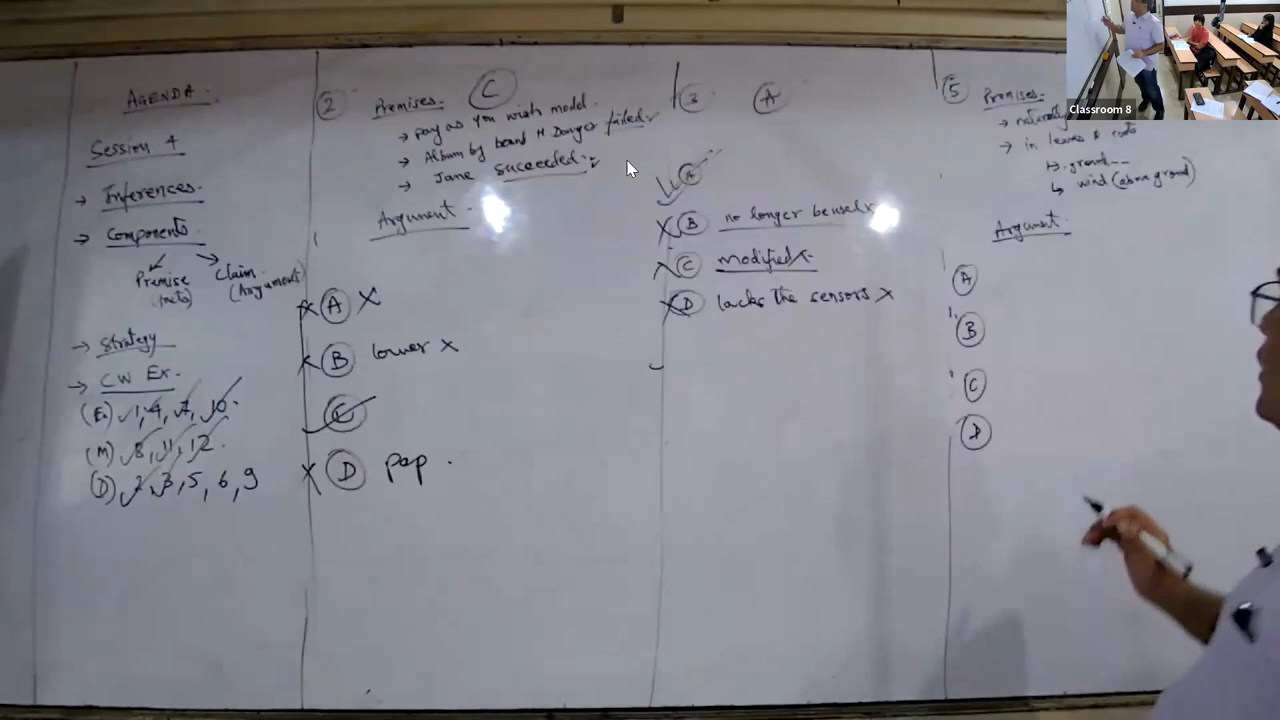 AGENDA.
Session 4
→ Inferences.
→ Components
Premise (facts)
Claim (Argument)
→ Strategy
→ CW Ex.
(E) 1, 4, 7, 10.
(M) 8, 11, 12.
(D) 2, 3, 5, 6, 9
2 C
Premises.
→ pay as you wish model.
→ Album by band H Danger failed.
→ Jane succeeded.
Argument.
X A X
X B lower X
C
X D pop.
3 A
A
X B no longer
X C modified X
X D lacks the sensors X
5
Premises.
→ naturally
→ in leaves & roots
↳ ground--
↳ wind (above ground)
Argument.
A
B
C
D
Classroom 8